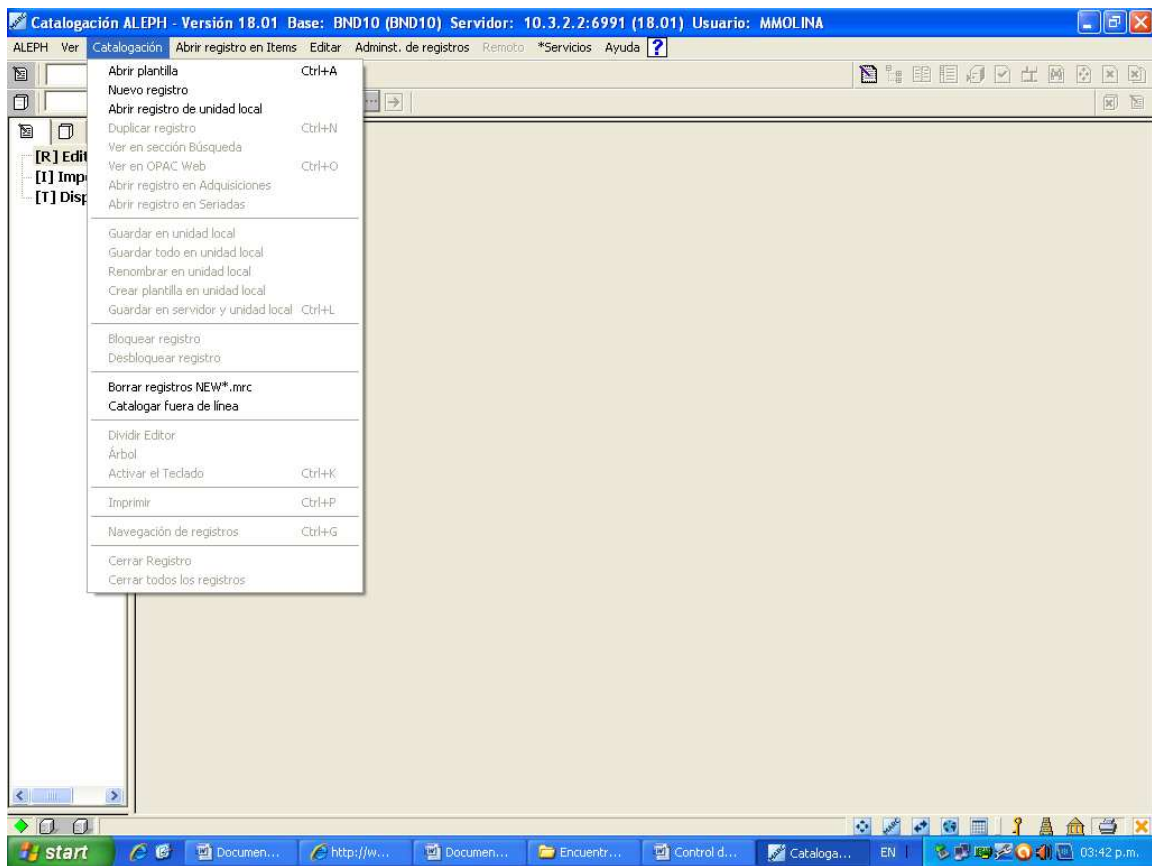 Catalogación ALEPH - Versión 18.01 Base: BND10 (BND10) Servidor: 10.3.2.2:6991 (18.01) Usuario: MMOLINA
ALEPH Ver Catalogación Abrir registro en Items Editar Adminst. de registros Remoto *Servicios Ayuda ?
Abrir plantilla Ctrl+A
Nuevo registro
Abrir registro de unidad local
Duplicar registro Ctrl+N
Ver en sección Búsqueda
Ver en OPAC Web Ctrl+O
Abrir registro en Adquisiciones
Abrir registro en Seriadas
Guardar en unidad local
Guardar todo en unidad local
Renombrar en unidad local
Crear plantilla en unidad local
Guardar en servidor y unidad local Ctrl+L
Bloquear registro
Desbloquear registro
Borrar registros NEW*.mrc
Catalogar fuera de línea
Dividir Editor
Árbol
Activar el Teclado Ctrl+K
Imprimir Ctrl+P
Navegación de registros Ctrl+G
Cerrar Registro
Cerrar todos los registros
[R] Edit
[I] Imp
[T] Disp
start Documen... http://w... Documen... Encuentr... Control d... Cataloga... EN 03:42 p.m.